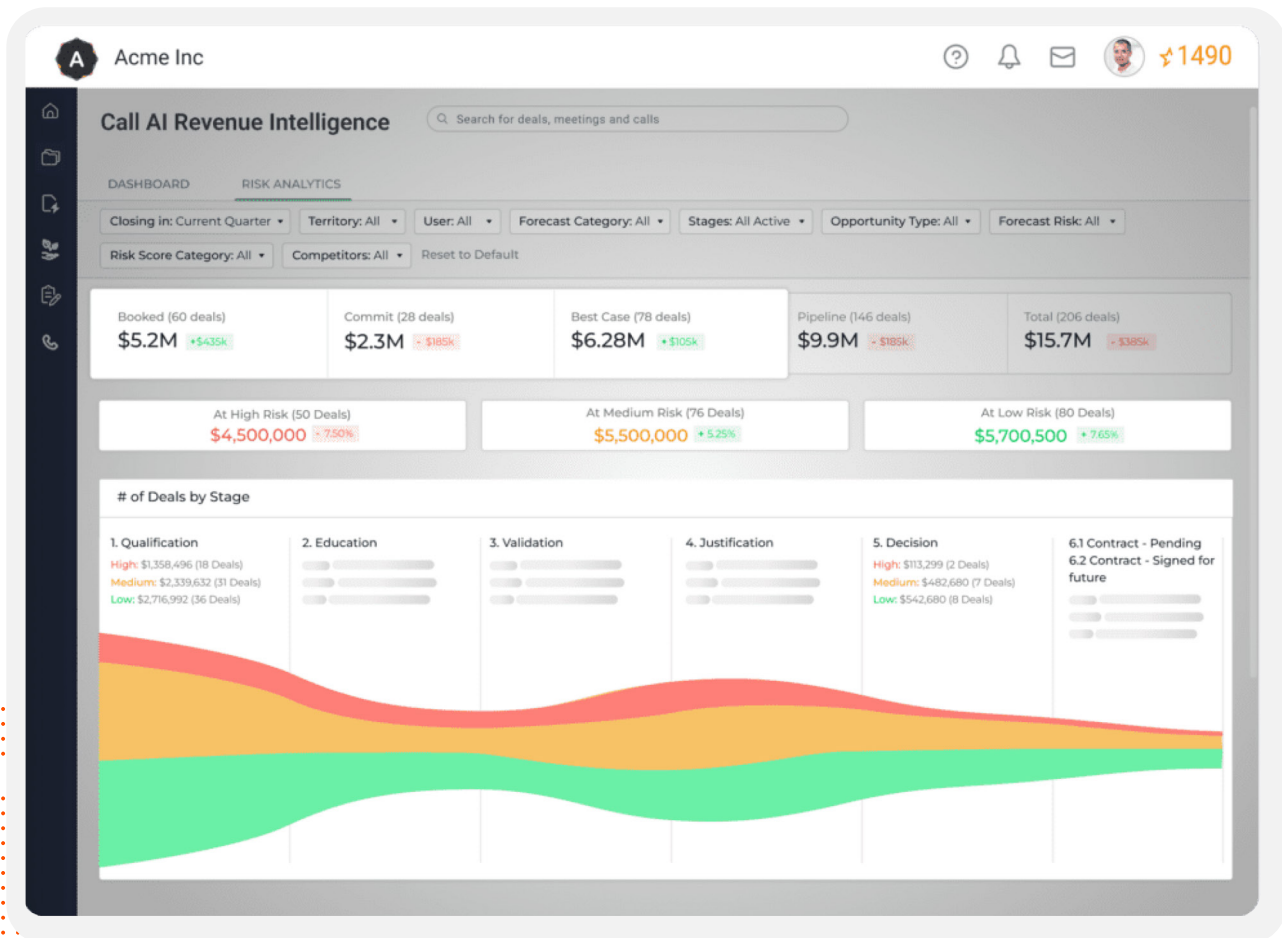 A
Acme Inc
1490
Call AI Revenue Intelligence
Search for deals, meetings and calls
DASHBOARD
RISK ANALYTICS
Closing in: Current Quarter
Territory: All
User: All
Forecast Category: All
Stages: All Active
Opportunity Type: All
Forecast Risk: All
Risk Score Category: All
Competitors: All
Reset to Default
Booked (60 deals)
$5.2M +$435k
Commit (28 deals)
$2.3M - $185k
Best Case (78 deals)
$6.28M +$105k
Pipeline (146 deals)
$9.9M - $185k
Total (206 deals)
$15.7M - $385k
At High Risk (50 Deals)
$4,500,000 - 7.50%
At Medium Risk (76 Deals)
$5,500,000 + 5.25%
At Low Risk (80 Deals)
$5,700,500 + 7.65%
# of Deals by Stage
1. Qualification
High: $1,358,496 (18 Deals)
Medium: $2,339,632 (31 Deals)
Low: $2,716,992 (36 Deals)
2. Education
3. Validation
4. Justification
5. Decision
High: $113,299 (2 Deals)
Medium: $482,680 (7 Deals)
Low: $542,680 (8 Deals)
6.1 Contract - Pending
6.2 Contract - Signed for
future